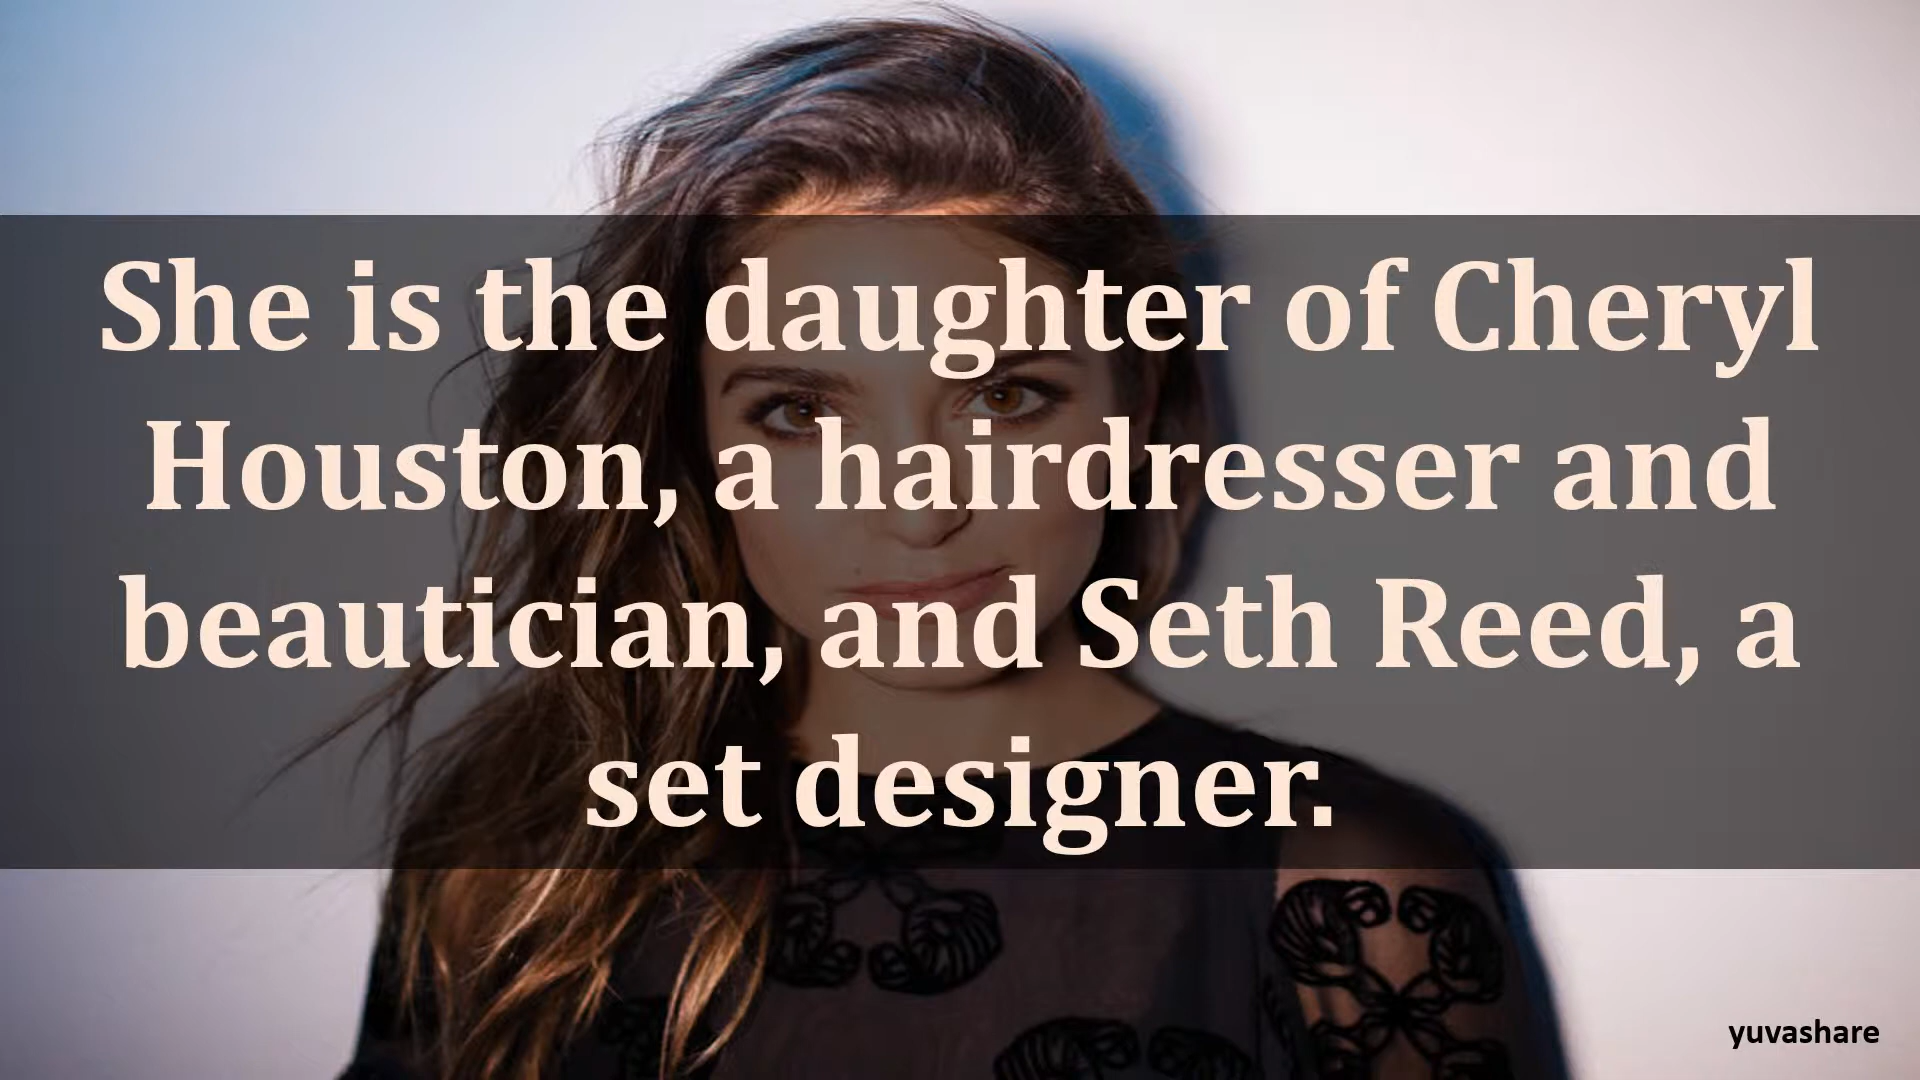 She is the daughter of Cheryl
Houston, a hairdresser and
beautician, and Seth Reed, a
set designer.
yuvashare